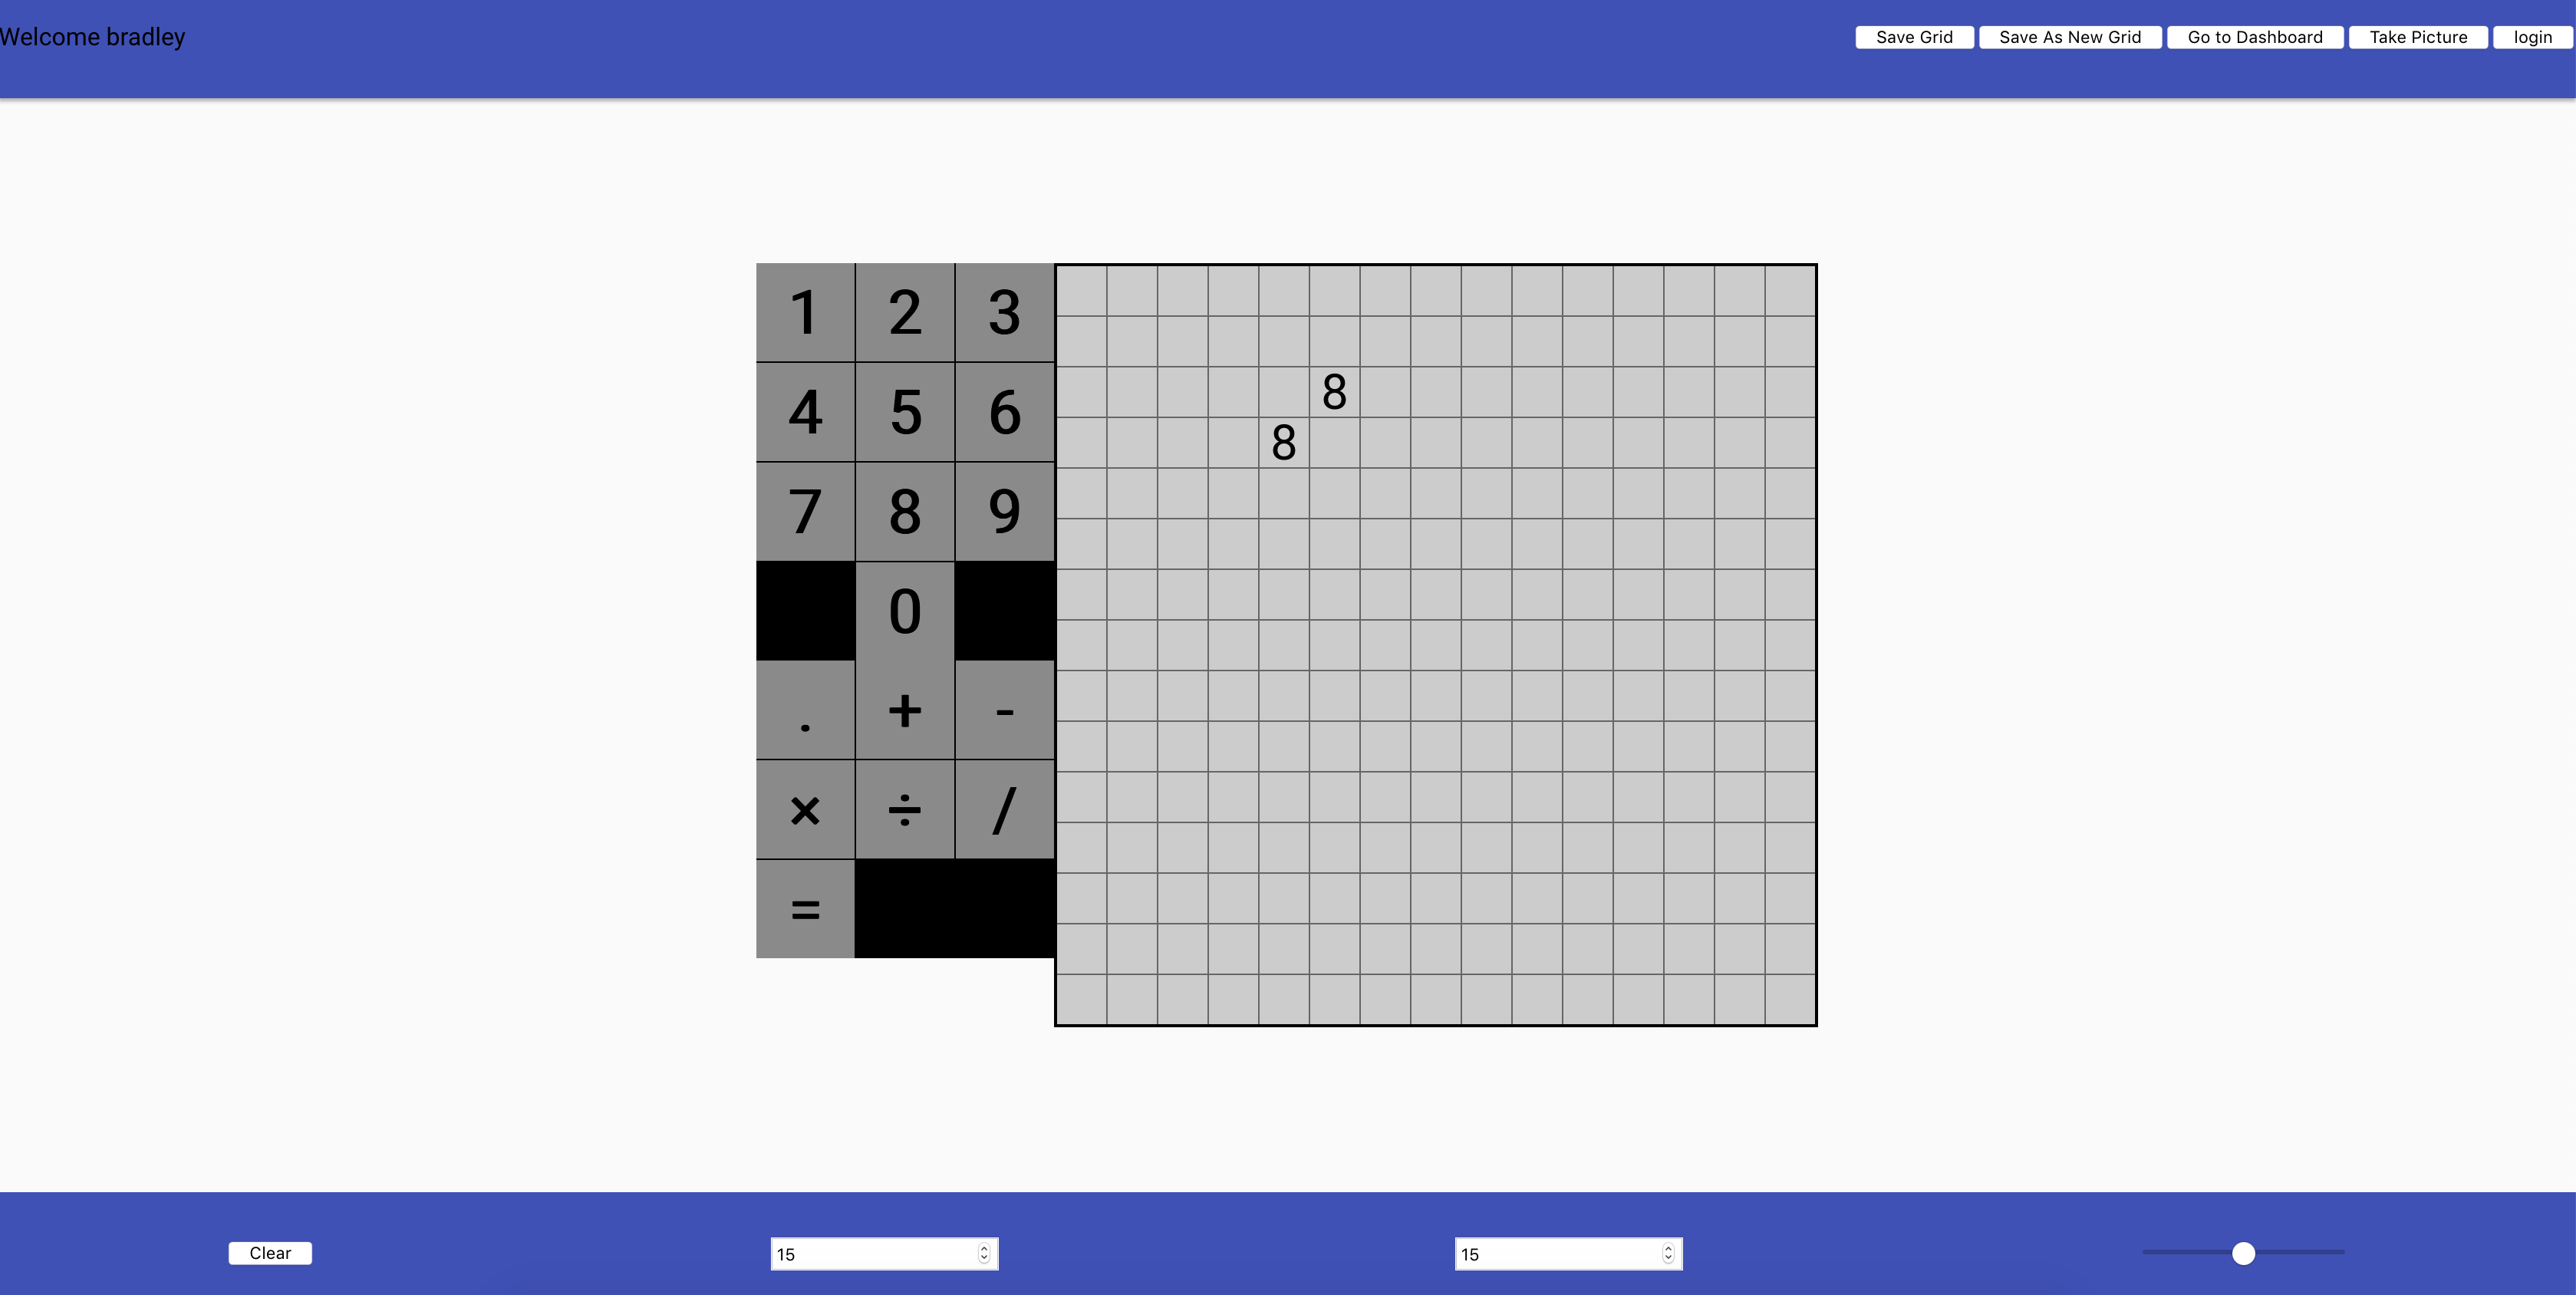 Welcome bradley
Save Grid Save As New Grid Go to Dashboard Take Picture login
1 2 3
8
4 5 6
8
7 8 9
0
. + -
× ÷ /
=
Clear 15 15